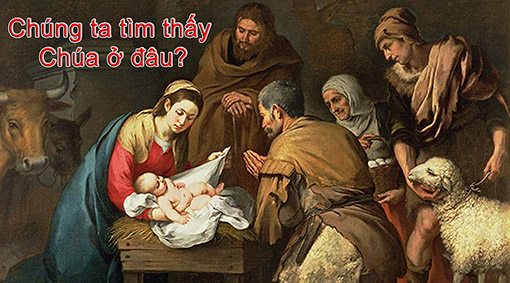 Chúng ta tìm thấy
Chúa ở đâu?